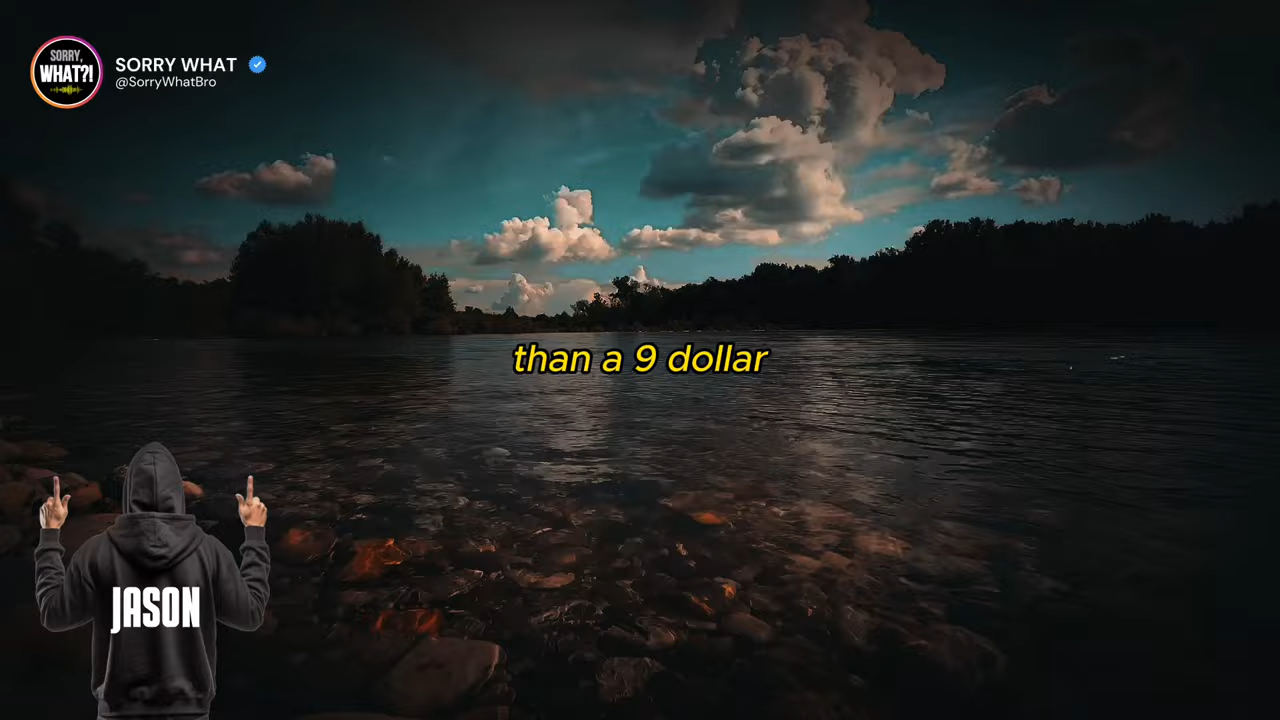 SORRY,
WHAT?!
SORRY WHAT
@SorryWhatBro
than a 9 dollar
JASON